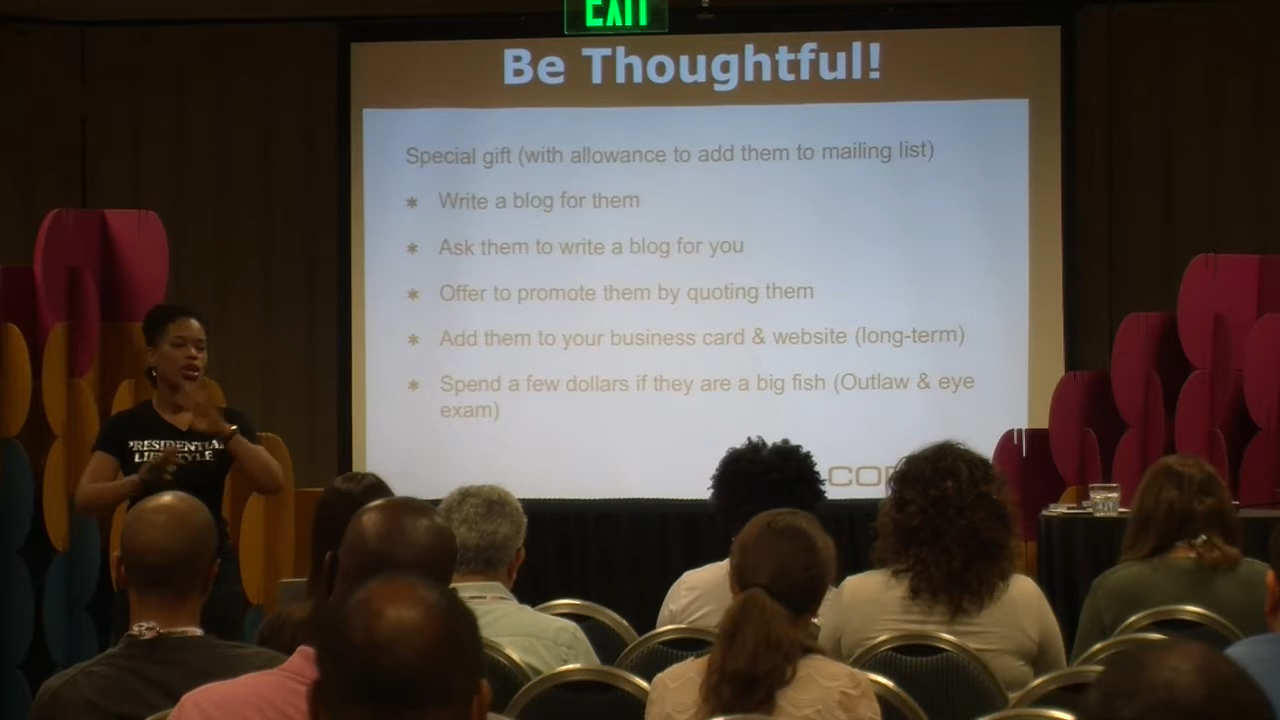 EXIT
Be Thoughtful!
Special gift (with allowance to add them to mailing list)
* Write a blog for them
* Ask them to write a blog for you
* Offer to promote them by quoting them
* Add them to your business card & website (long-term)
* Spend a few dollars if they are a big fish (Outlaw & eye
exam)
PRESIDENTIAL
LIFESTYLE